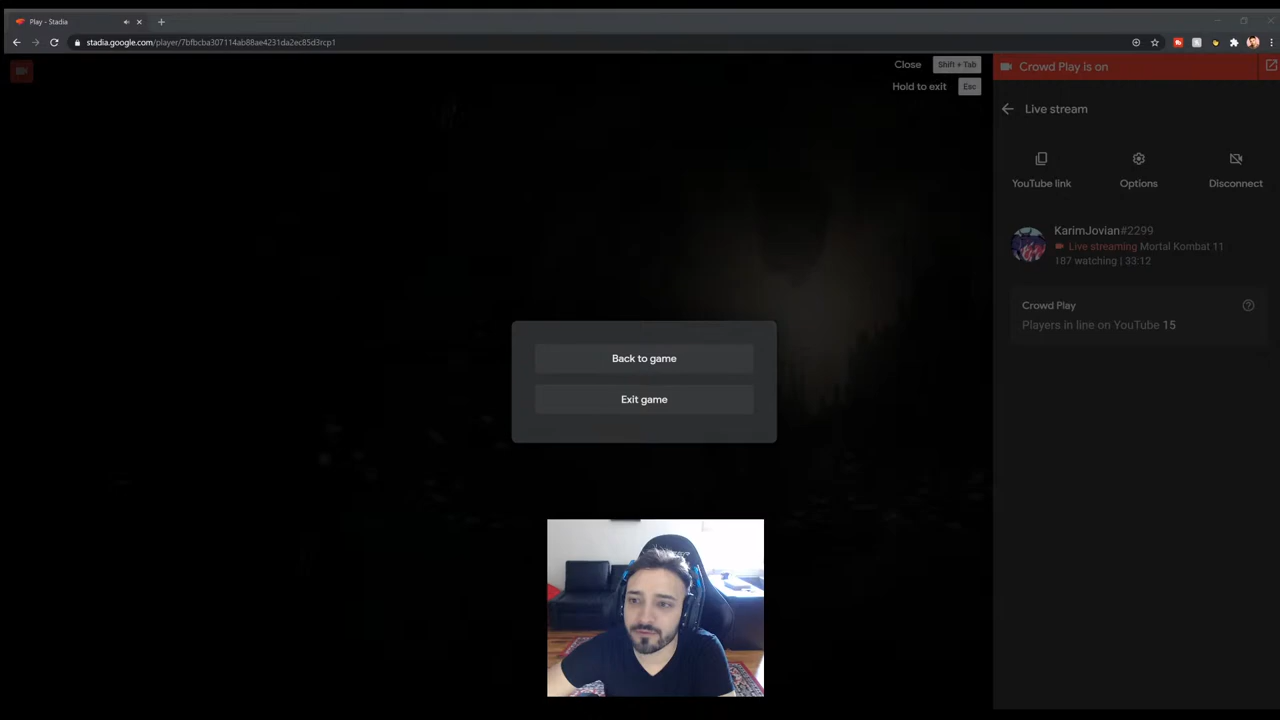 Play - Stadia
stadia.google.com/player/7bfbcba307114ab88ae4231da2ec85d3rcp1
Close Shift + Tab
Hold to exit Esc
Crowd Play is on
Live stream
YouTube link
Options
Disconnect
KarimJovian#2299
Live streaming Mortal Kombat 11
187 watching | 33:12
Crowd Play
Players in line on YouTube 15
Back to game
Exit game